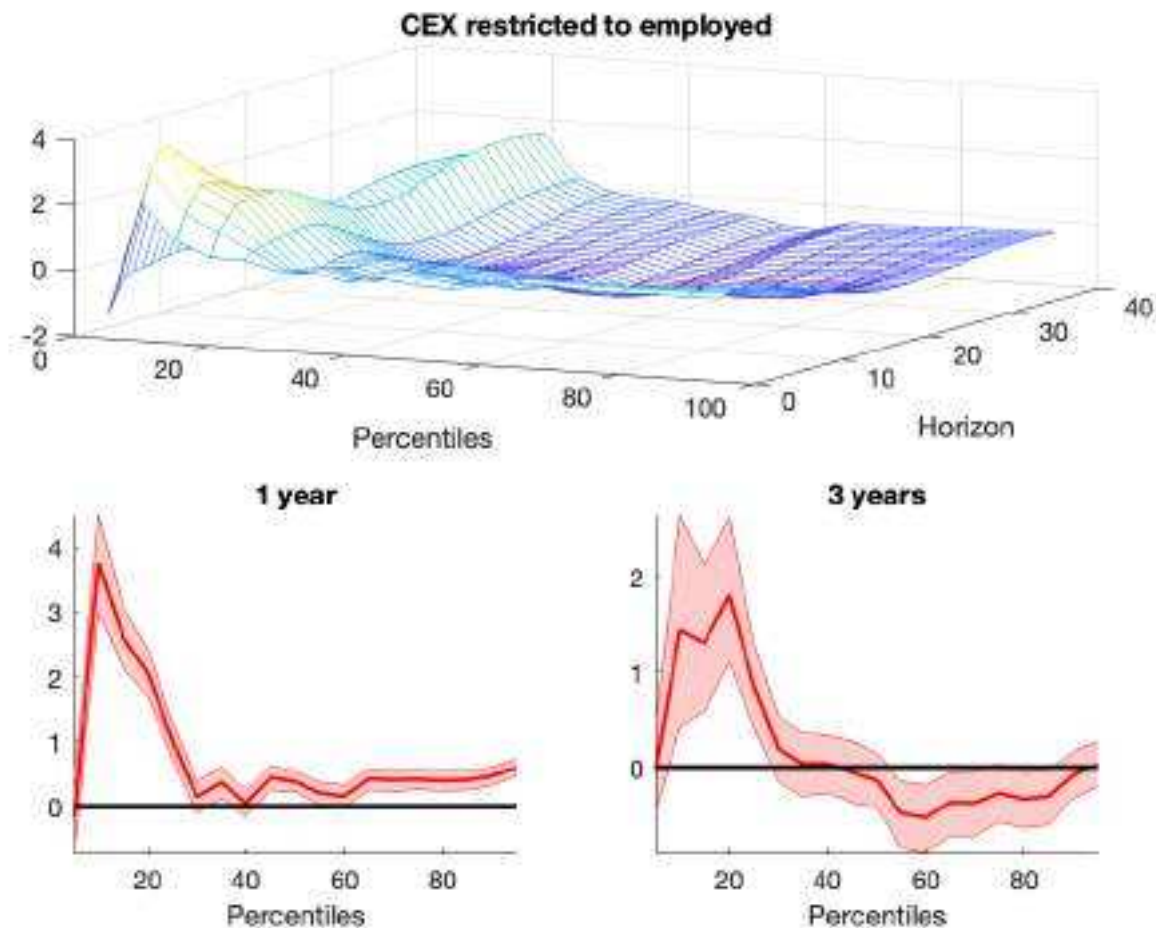 CEX restricted to employed
4
2
0
-2
0 20 40 60 80 100
0 10 20 30 40
Percentiles
Horizon
1 year
4
3
2
1
0
20 40 60 80
Percentiles
3 years
2
1
0
20 40 60 80
Percentiles